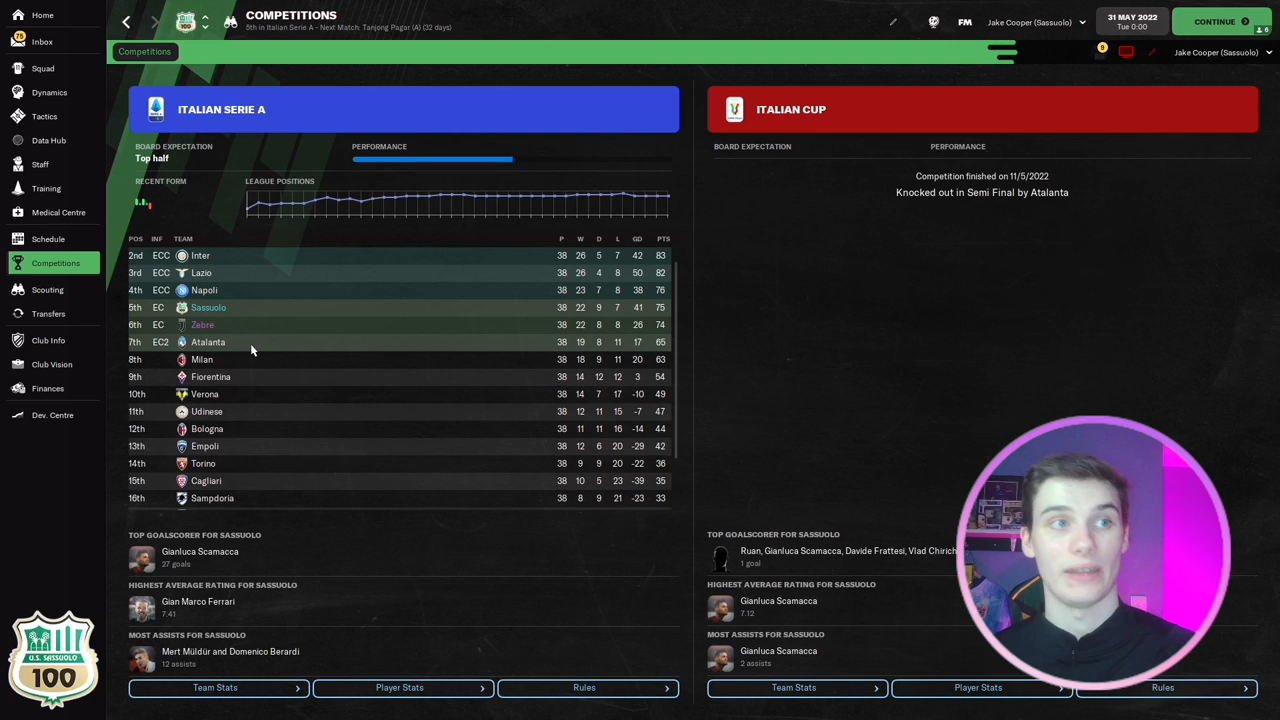 Home
Inbox
75
Squad
Dynamics
Tactics
Data Hub
Staff
Training
Medical Centre
Schedule
Competitions
Scouting
Transfers
Club Info
Club Vision
Finances
Dev. Centre
U.S. SASSUOLO
100
100
COMPETITIONS
5th in Italian Serie A - Next Match: Tanjong Pagar (A) (32 days)
FM
Jake Cooper (Sassuolo)
31 MAY 2022
Tue 0:00
CONTINUE
6
Competitions
9
Jake Cooper (Sassuolo)
ITALIAN SERIE A
BOARD EXPECTATION
PERFORMANCE
Top half
RECENT FORM
LEAGUE POSITIONS
POS INF TEAM P W D L GD PTS
2nd ECC Inter 38 26 5 7 42 83
3rd ECC Lazio 38 26 4 8 50 82
4th ECC Napoli 38 23 7 8 38 76
5th EC Sassuolo 38 22 9 7 41 75
6th EC Zebre 38 22 8 8 26 74
7th EC2 Atalanta 38 19 8 11 17 65
8th Milan 38 18 9 11 20 63
9th Fiorentina 38 14 12 12 3 54
10th Verona 38 14 7 17 -10 49
11th Udinese 38 12 11 15 -7 47
12th Bologna 38 11 11 16 -14 44
13th Empoli 38 12 6 20 -29 42
14th Torino 38 9 9 20 -22 36
15th Cagliari 38 10 5 23 -39 35
16th Sampdoria 38 8 9 21 -23 33
TOP GOALSCORER FOR SASSUOLO
Gianluca Scamacca
27 goals
HIGHEST AVERAGE RATING FOR SASSUOLO
Gian Marco Ferrari
7.41
MOST ASSISTS FOR SASSUOLO
Mert Müldür and Domenico Berardi
12 assists
Team Stats
Player Stats
Rules
ITALIAN CUP
BOARD EXPECTATION
PERFORMANCE
Competition finished on 11/5/2022
Knocked out in Semi Final by Atalanta
TOP GOALSCORER FOR SASSUOLO
Ruan, Gianluca Scamacca, Davide Frattesi, Vlad Chirich
1 goal
HIGHEST AVERAGE RATING FOR SASSUOLO
Gianluca Scamacca
7.12
MOST ASSISTS FOR SASSUOLO
Gianluca Scamacca
2 assists
Team Stats
Player Stats
Rules